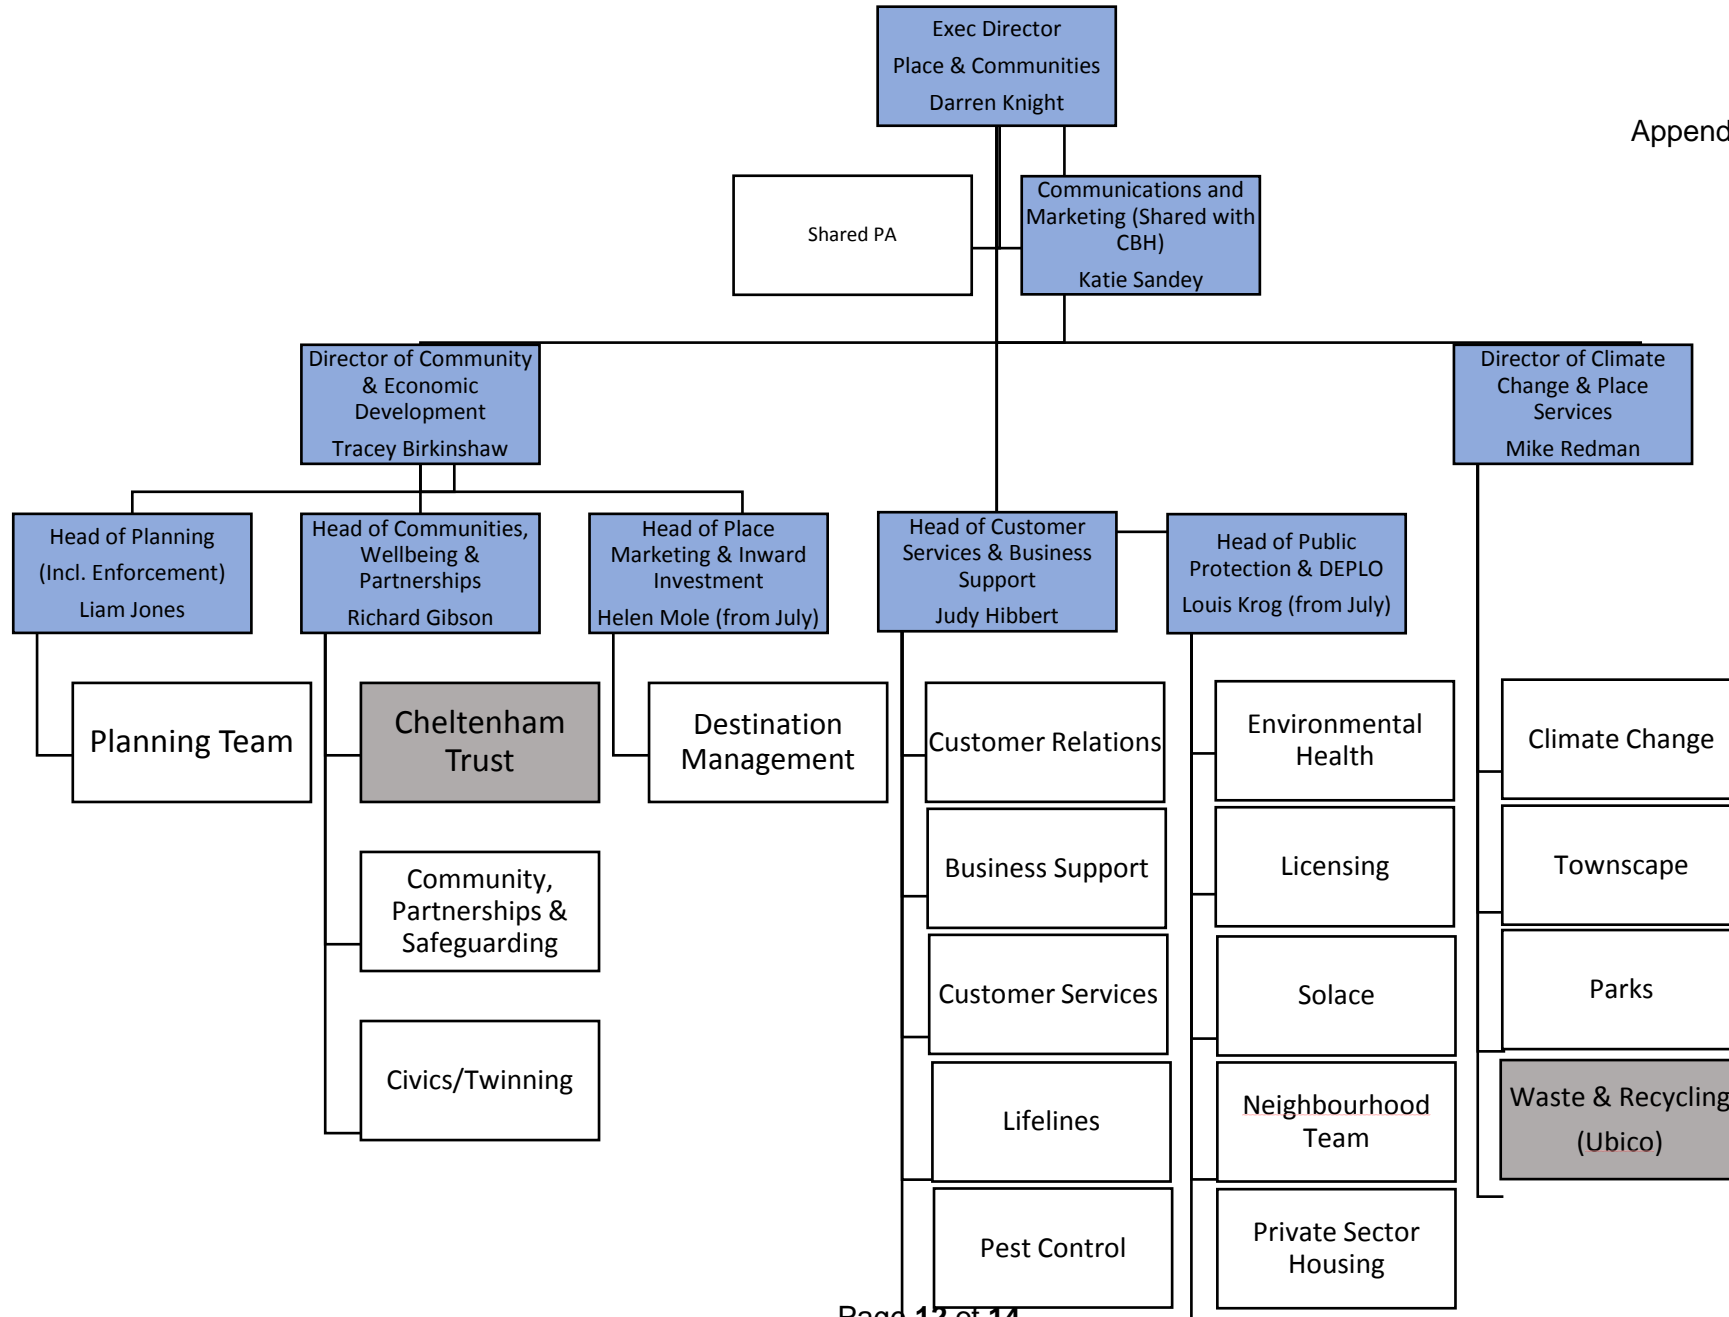 Exec Director
Place & Communities
Darren Knight
Append
Shared PA
Communications and
Marketing (Shared with
CBH)
Katie Sandey
Director of Community
& Economic
Development
Tracey Birkinshaw
Director of Climate
Change & Place
Services
Mike Redman
Head of Planning
(Incl. Enforcement)
Liam Jones
Head of Communities,
Wellbeing &
Partnerships
Richard Gibson
Head of Place
Marketing & Inward
Investment
Helen Mole (from July)
Head of Customer
Services & Business
Support
Judy Hibbert
Head of Public
Protection & DEPLO
Louis Krog (from July)
Planning Team
Cheltenham
Trust
Destination
Management
Customer Relations
Environmental
Health
Climate Change
Community,
Partnerships &
Safeguarding
Business Support
Licensing
Townscape
Civics/Twinning
Customer Services
Solace
Parks
Lifelines
Neighbourhood
Team
Waste & Recycling
(Ubico)
Pest Control
Private Sector
Housing
Page 12 of 14